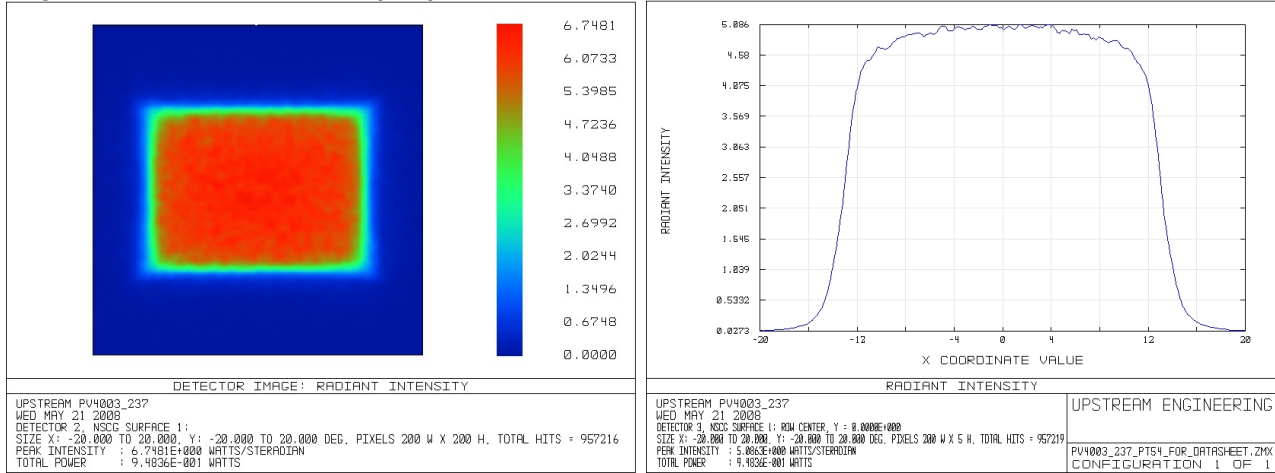 6.7481
6.0733
5.3985
4.7236
4.0488
3.3740
2.6992
2.0244
1.3496
0.6748
0.0000
DETECTOR IMAGE: RADIANT INTENSITY
UPSTREAM PV4003_237
WED MAY 21 2008
DETECTOR 2, NSCG SURFACE 1:
SIZE X: -20.000 TO 20.000, Y: -20.000 TO 20.000 DEG, PIXELS 200 W X 200 H, TOTAL HITS = 957216
PEAK INTENSITY : 6.7481E+000 WATTS/STERADIAN
TOTAL POWER : 9.4836E-001 WATTS
5.086
4.58
4.075
3.569
3.063
2.557
2.051
1.545
1.039
0.5332
0.0273
RADIANT INTENSITY
-20 -12 -4 0 4 12 20
X COORDINATE VALUE
RADIANT INTENSITY
UPSTREAM PV4003_237
WED MAY 21 2008
DETECTOR 3, NSCG SURFACE 1: ROW CENTER, Y = 0.0000E+000
SIZE X: -20.000 TO 20.000, Y: -20.000 TO 20.000 DEG, PIXELS 200 W X 5 H, TOTAL HITS = 957219
PEAK INTENSITY : 5.0863E+000 WATTS/STERADIAN
TOTAL POWER : 9.4836E-001 WATTS
UPSTREAM ENGINEERING
PV4003_237_PT54_FOR_DATASHEET.ZMX
CONFIGURATION 1 OF 1